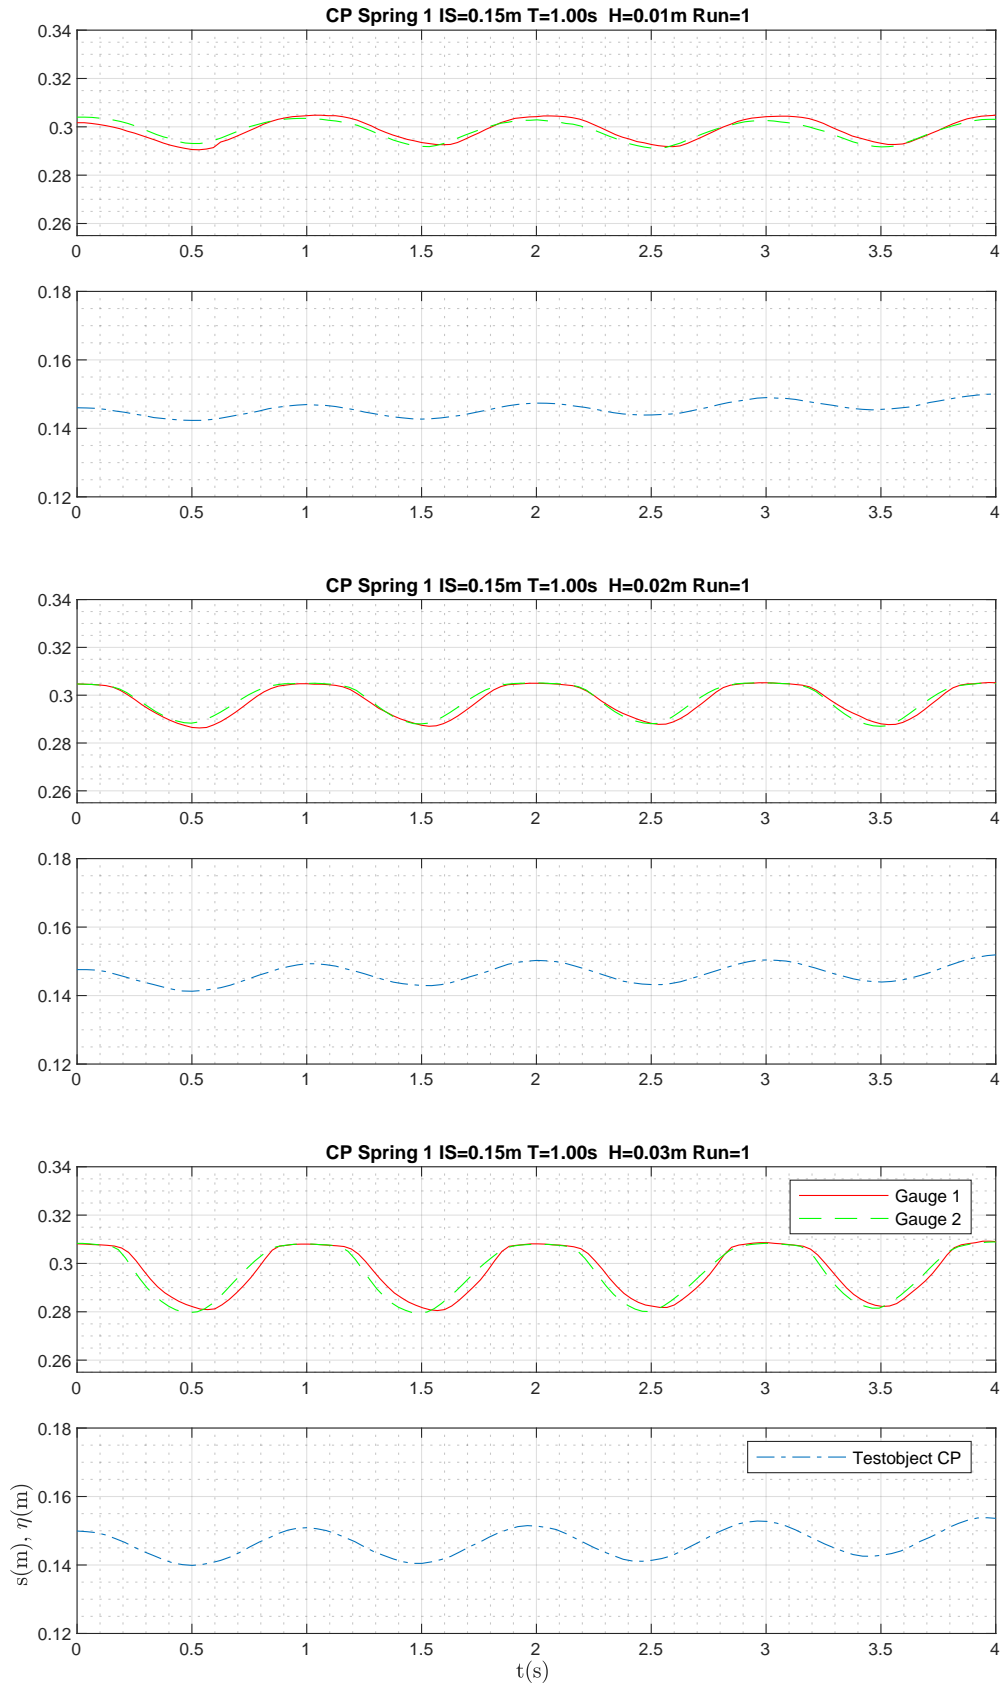 CP Spring 1 IS=0.15m T=1.00s  H=0.01m Run=1
0.34
0.32
0.3
0.28
0.26
0 0.5 1 1.5 2 2.5 3 3.5 4
0.18
0.16
0.14
0.12
0 0.5 1 1.5 2 2.5 3 3.5 4
CP Spring 1 IS=0.15m T=1.00s  H=0.02m Run=1
0.34
0.32
0.3
0.28
0.26
0 0.5 1 1.5 2 2.5 3 3.5 4
0.18
0.16
0.14
0.12
0 0.5 1 1.5 2 2.5 3 3.5 4
CP Spring 1 IS=0.15m T=1.00s  H=0.03m Run=1
0.34
Gauge 1
Gauge 2
0.32
0.3
0.28
0.26
0 0.5 1 1.5 2 2.5 3 3.5 4
0.18
Testobject CP
0.16
0.14
0.12
s(m), η(m)
0 0.5 1 1.5 2 2.5 3 3.5 4
t(s)